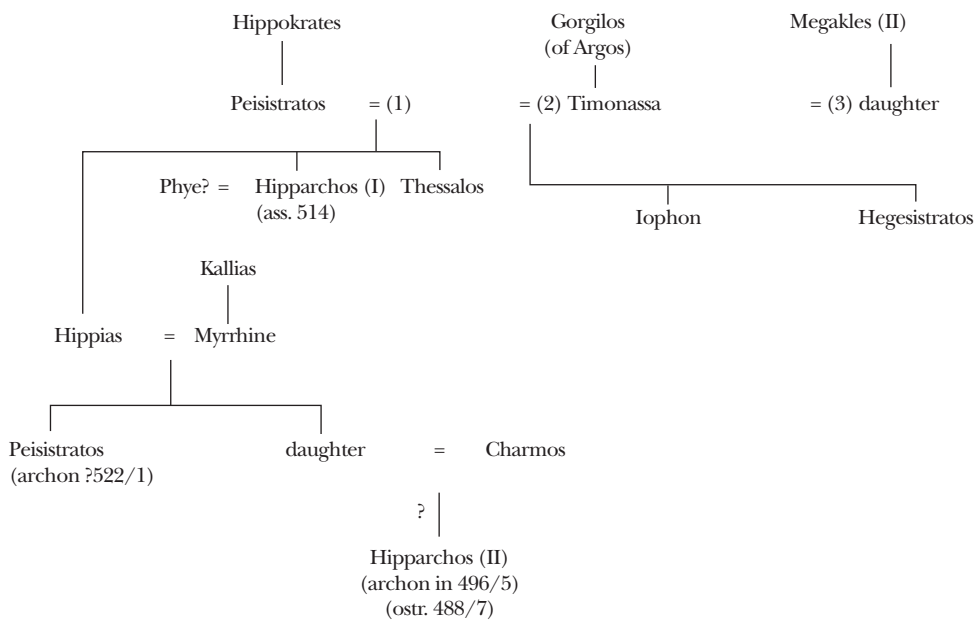 Hippokrates
Gorgilos
(of Argos)
Megakles (II)
Peisistratos = (1)
= (2) Timonassa
= (3) daughter
Phye? = Hipparchos (I) Thessalos
(ass. 514)
Iophon
Hegesistratos
Kallias
Hippias = Myrrhine
Peisistratos
(archon ?522/1)
daughter = Charmos
?
Hipparchos (II)
(archon in 496/5)
(ostr. 488/7)